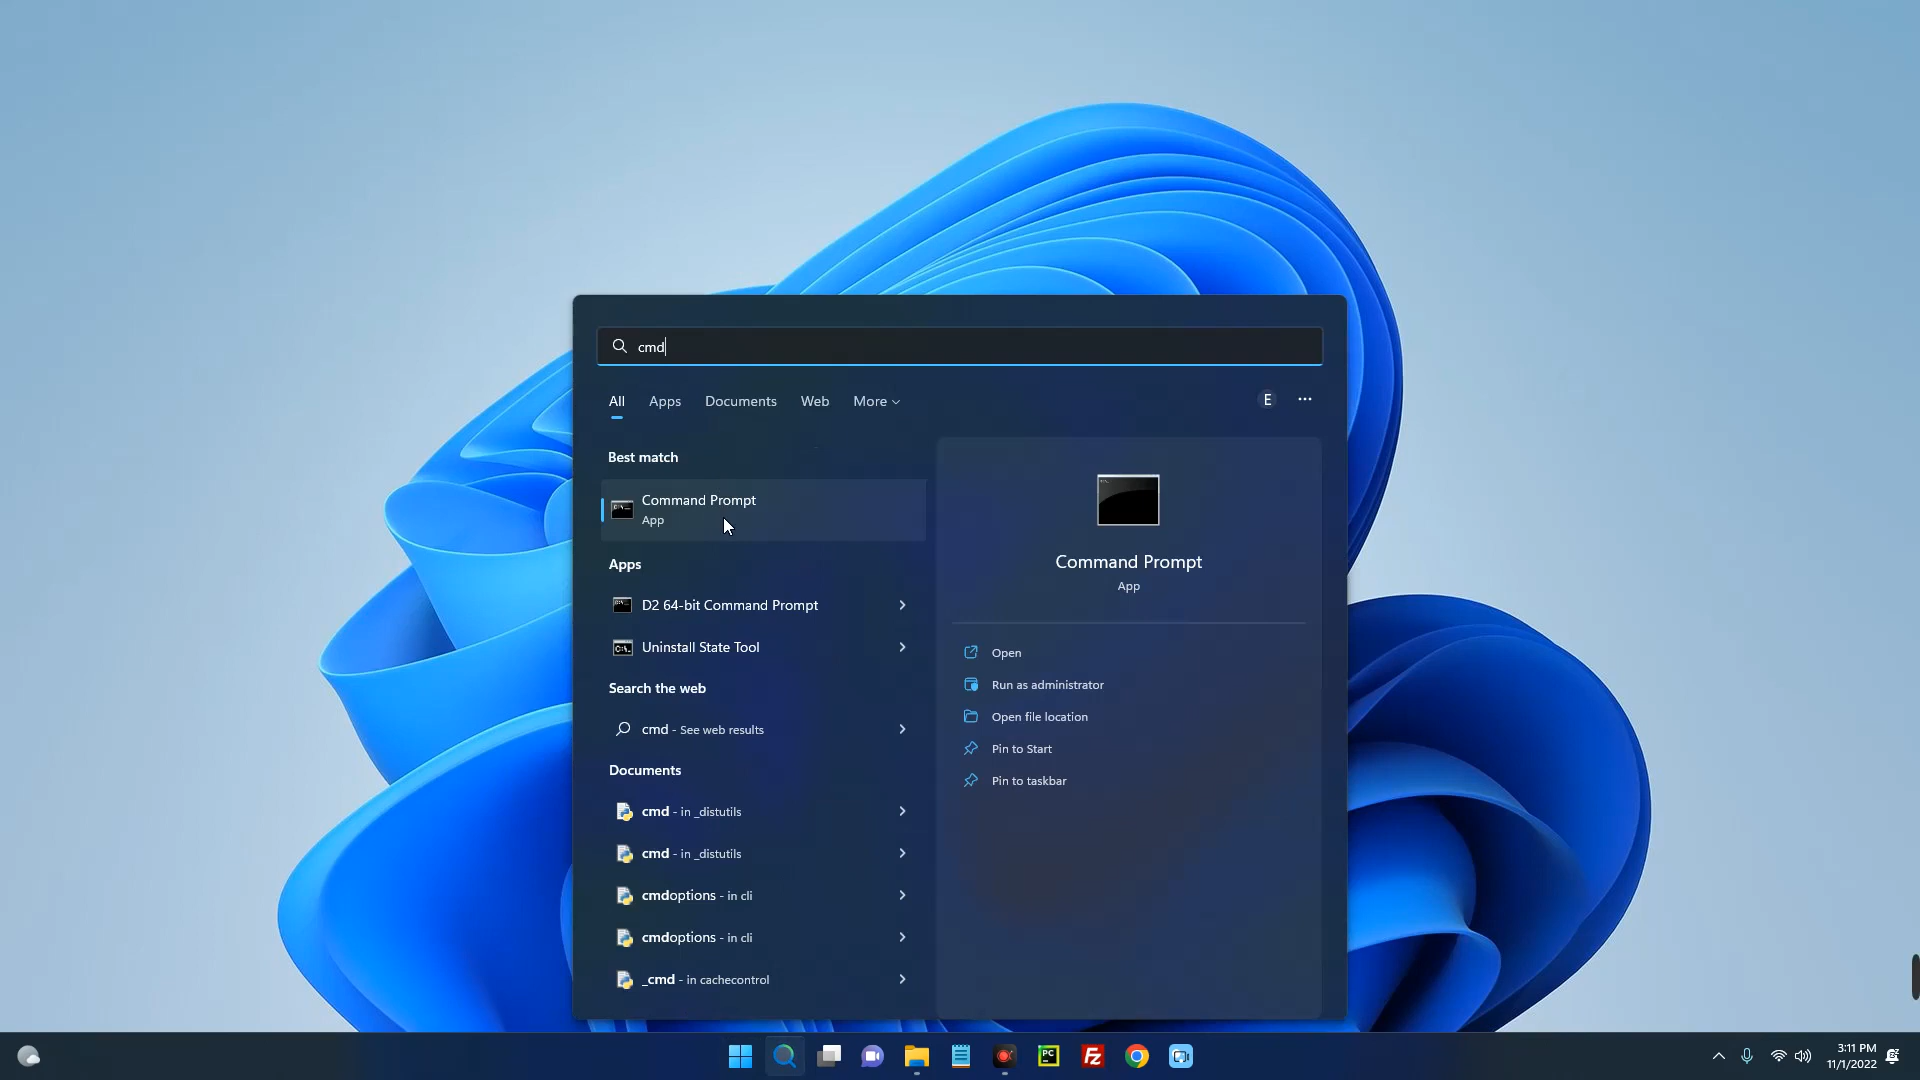 cmd
All Apps Documents Web More
E
Best match
Command Prompt
App
Apps
D2 64-bit Command Prompt
Uninstall State Tool
Search the web
cmd - See web results
Documents
cmd - in _distutils
cmd - in _distutils
cmdoptions - in cli
cmdoptions - in cli
_cmd - in cachecontrol
Command Prompt
App
Open
Run as administrator
Open file location
Pin to Start
Pin to taskbar
PC
FZ
3:11 PM
11/1/2022